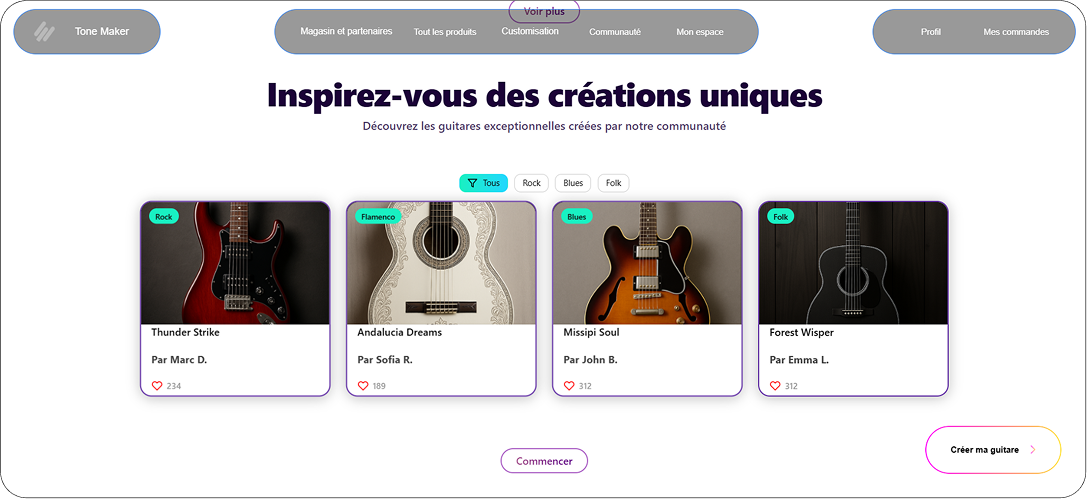 Voir plus
Tone Maker
Magasin et partenaires
Tout les produits
Customisation
Communauté
Mon espace
Profil
Mes commandes
Inspirez-vous des créations uniques
Découvrez les guitares exceptionnelles créées par notre communauté
Tous
Rock
Blues
Folk
Rock
Thunder Strike
Par Marc D.
234
Flamenco
Andalucia Dreams
Par Sofia R.
189
Blues
Missipi Soul
Par John B.
312
Folk
Forest Wisper
Par Emma L.
312
Créer ma guitare
Commencer